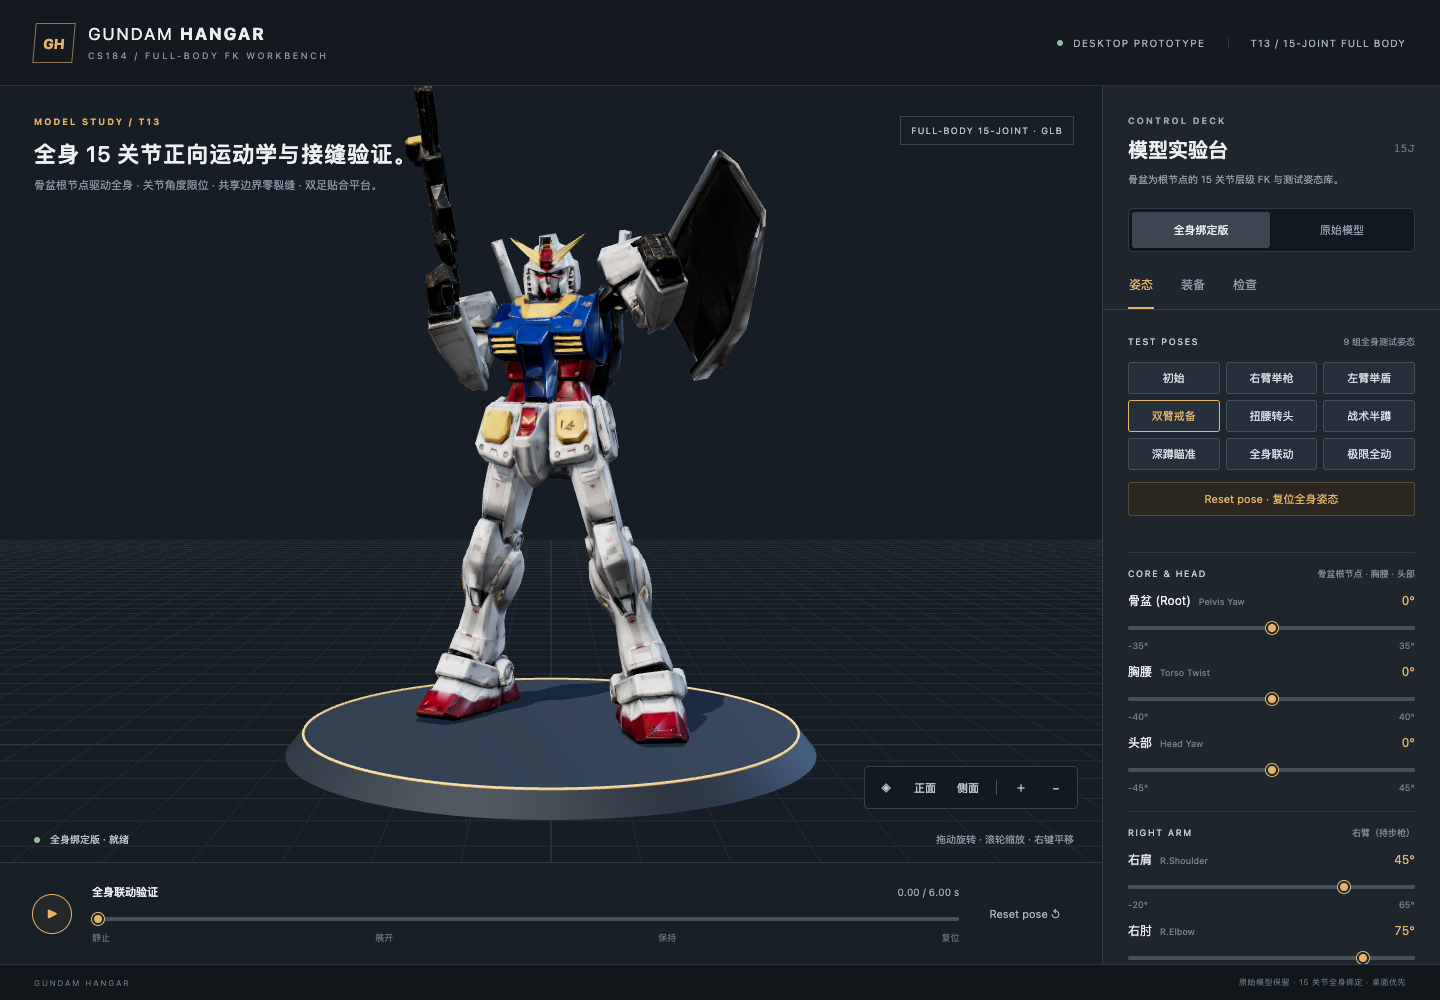 GH
GUNDAM HANGAR
CS184 / FULL-BODY FK WORKBENCH
DESKTOP PROTOTYPE
T13 / 15-JOINT FULL BODY
MODEL STUDY / T13
全身 15 关节正向运动学与接缝验证。
骨盆根节点驱动全身 · 关节角度限位 · 共享边界零裂缝 · 双足贴合平台。
FULL-BODY 15-JOINT · GLB
正面 侧面 + −
全身绑定版 · 就绪
拖动旋转 · 滚轮缩放 · 右键平移
全身联动验证
0.00 / 6.00 s
静止 展开 保持 复位
Reset pose ↺
CONTROL DECK
模型实验台 15J
骨盆为根节点的 15 关节层级 FK 与测试姿态库。
全身绑定版 原始模型
姿态 装备 检查
TEST POSES 9 组全身测试姿态
初始 右臂举枪 左臂举盾
双臂戒备 扭腰转头 战术半蹲
深蹲瞄准 全身联动 极限全动
Reset pose · 复位全身姿态
CORE & HEAD 骨盆根节点 · 胸腰 · 头部
骨盆 (Root) Pelvis Yaw 0°
-35° 35°
胸腰 Torso Twist 0°
-40° 40°
头部 Head Yaw 0°
-45° 45°
RIGHT ARM 右臂（持步枪）
右肩 R.Shoulder 45°
-20° 65°
右肘 R.Elbow 75°
GUNDAM HANGAR
原始模型保留 · 15 关节全身绑定 · 桌面优先